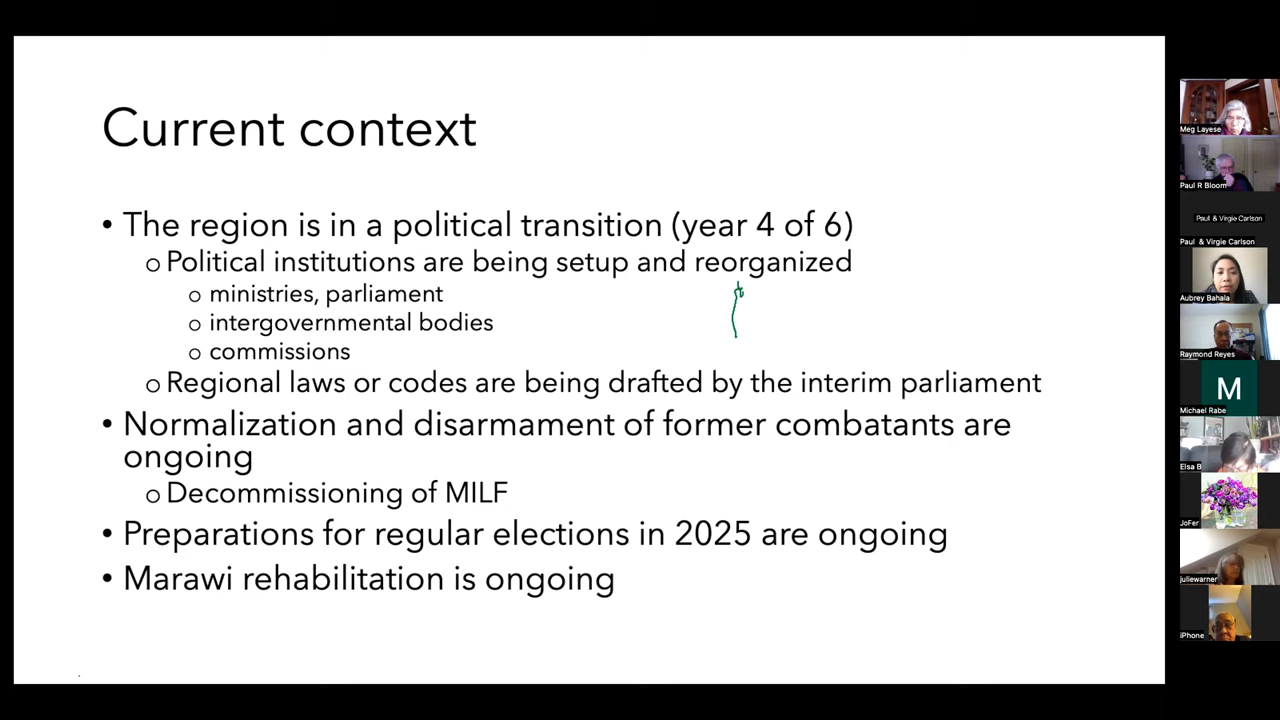 Current context
• The region is in a political transition (year 4 of 6)
o Political institutions are being setup and reorganized
o ministries, parliament
o intergovernmental bodies
o commissions
o Regional laws or codes are being drafted by the interim parliament
• Normalization and disarmament of former combatants are
ongoing
o Decommissioning of MILF
• Preparations for regular elections in 2025 are ongoing
• Marawi rehabilitation is ongoing
Meg Layese
Paul R Bloom
Paul & Virgie Carlson
Paul & Virgie Carlson
Aubrey Bahala
Raymond Reyes
M
Michael Rabe
Elsa B
JoFer
juliewarner
iPhone